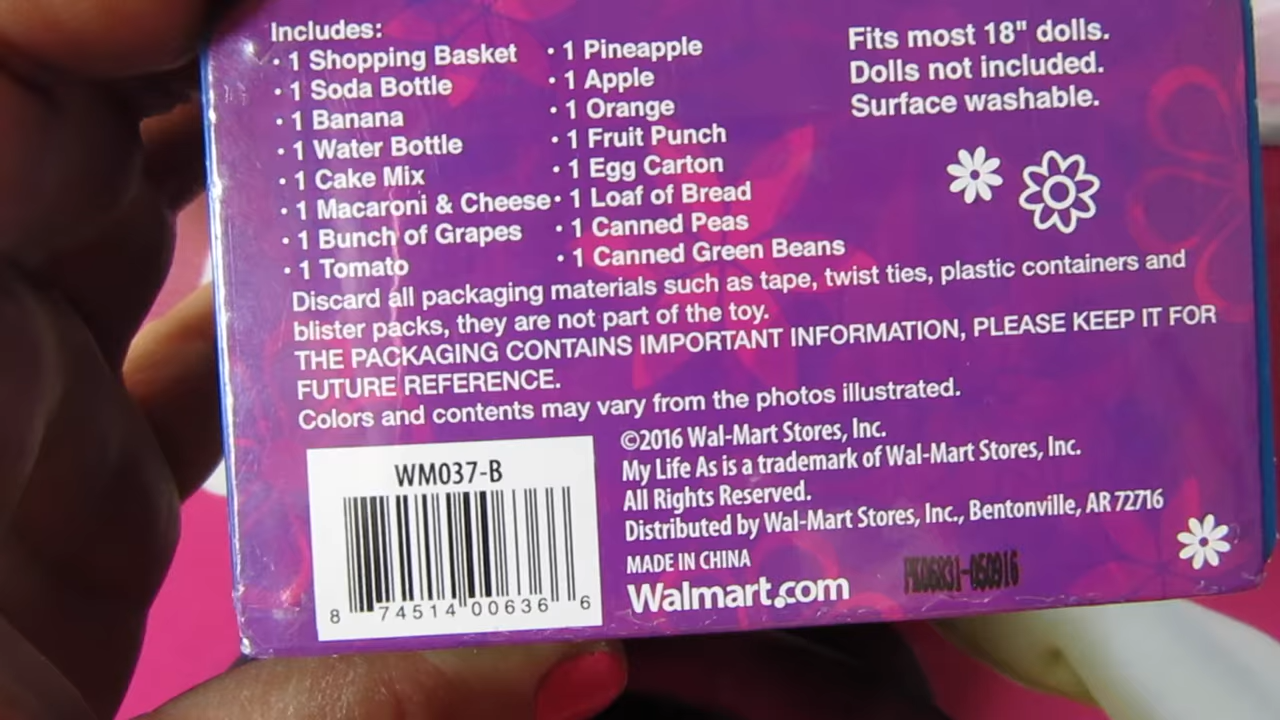 Includes:
• 1 Shopping Basket
• 1 Soda Bottle
• 1 Banana
• 1 Water Bottle
• 1 Cake Mix
• 1 Macaroni & Cheese
• 1 Bunch of Grapes
• 1 Tomato
• 1 Pineapple
• 1 Apple
• 1 Orange
• 1 Fruit Punch
• 1 Egg Carton
• 1 Loaf of Bread
• 1 Canned Peas
• 1 Canned Green Beans
Fits most 18" dolls.
Dolls not included.
Surface washable.
Discard all packaging materials such as tape, twist ties, plastic containers and
blister packs, they are not part of the toy.
THE PACKAGING CONTAINS IMPORTANT INFORMATION, PLEASE KEEP IT FOR
FUTURE REFERENCE.
Colors and contents may vary from the photos illustrated.
WM037-B
8 74514 00636 6
©2016 Wal-Mart Stores, Inc.
My Life As is a trademark of Wal-Mart Stores, Inc.
All Rights Reserved.
Distributed by Wal-Mart Stores, Inc., Bentonville, AR 72716
MADE IN CHINA
Walmart.com